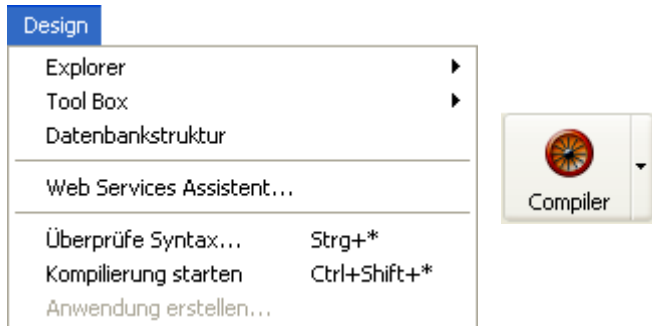 Design
Explorer
Tool Box
Datenbankstruktur
Web Services Assistent...
Überprüfe Syntax... Strg+*
Kompilierung starten Ctrl+Shift+*
Anwendung erstellen...
Compiler